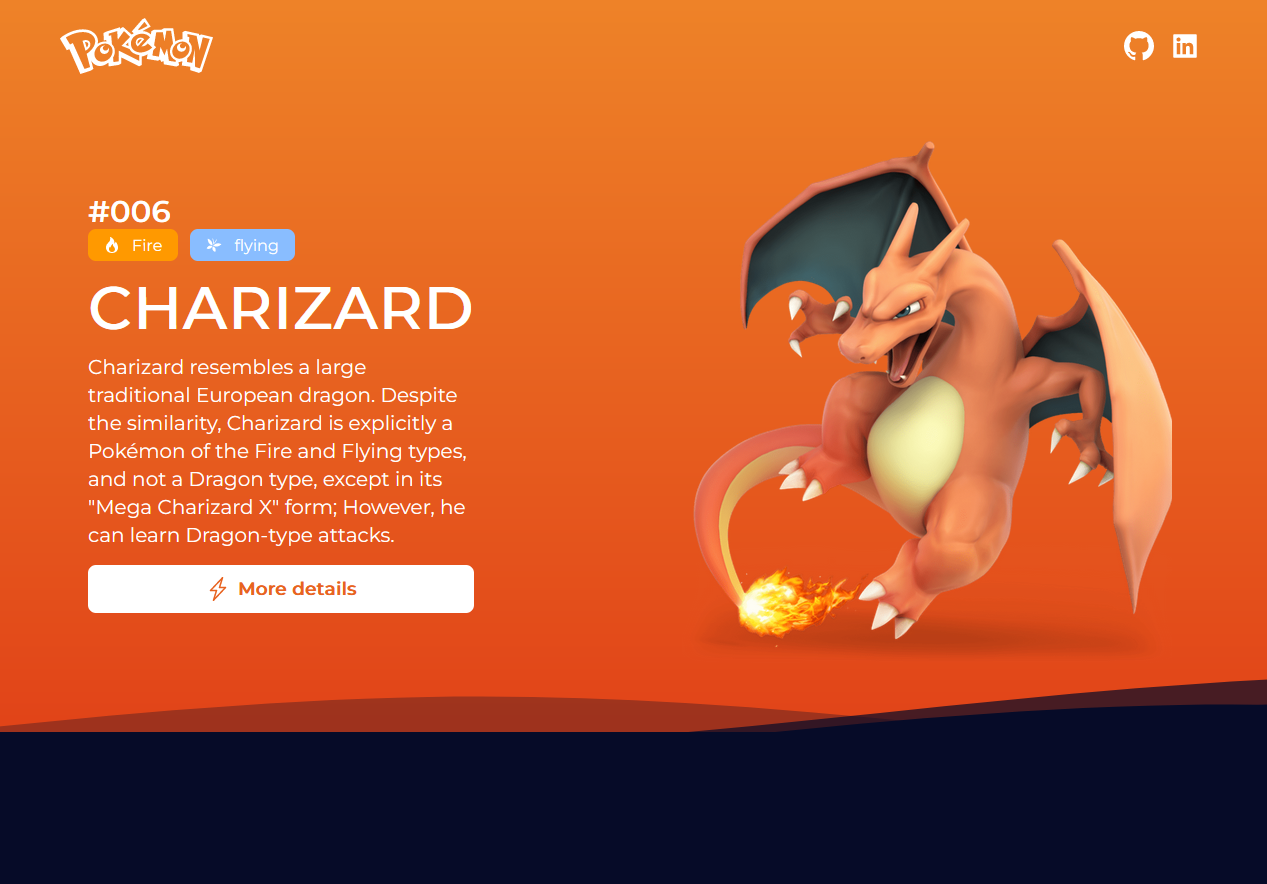 POKéMON
#006
Fire
flying
CHARIZARD
Charizard resembles a large
traditional European dragon. Despite
the similarity, Charizard is explicitly a
Pokémon of the Fire and Flying types,
and not a Dragon type, except in its
"Mega Charizard X" form; However, he
can learn Dragon-type attacks.
More details